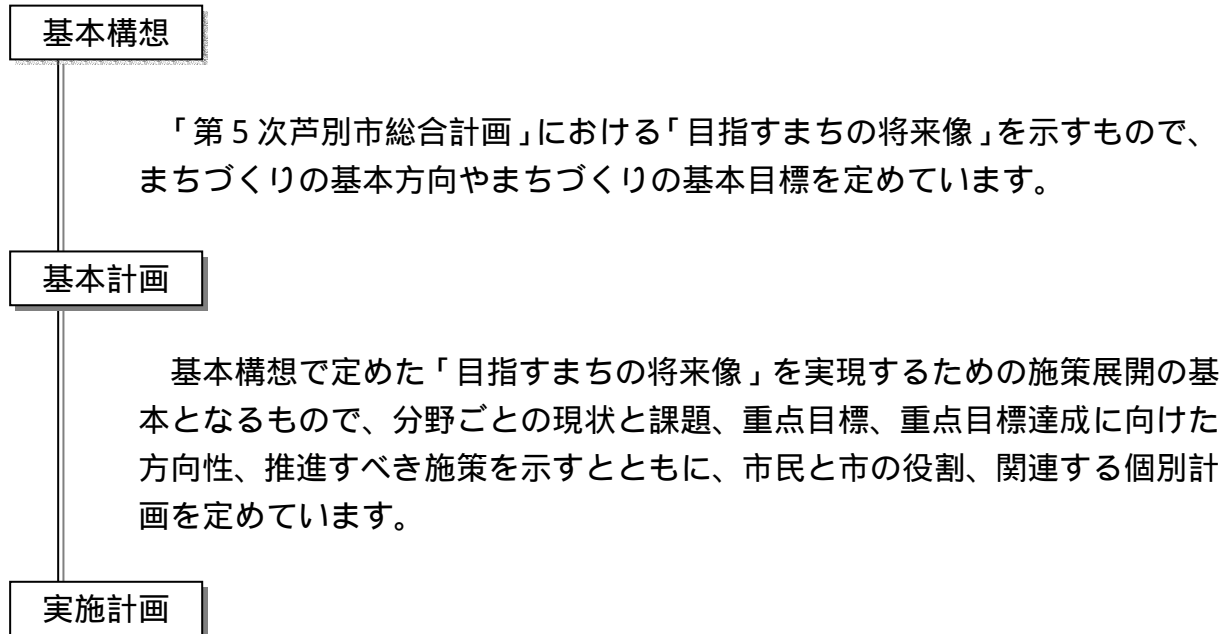 基本構想
「第5次芦別市総合計画」における「目指すまちの将来像」を示すもので、
まちづくりの基本方向やまちづくりの基本目標を定めています。
基本計画
基本構想で定めた「目指すまちの将来像」を実現するための施策展開の基
本となるもので、分野ごとの現状と課題、重点目標、重点目標達成に向けた
方向性、推進すべき施策を示すとともに、市民と市の役割、関連する個別計
画を定めています。
実施計画